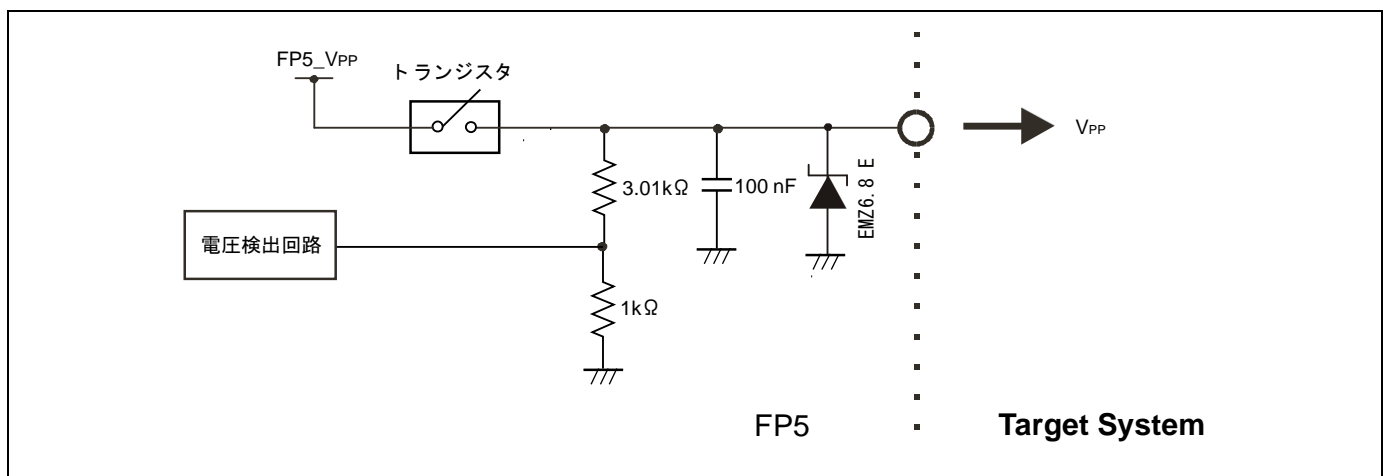 FP5_VPP
トランジスタ
VPP
3.01kΩ
100 nF
EMZ6.8 E
電圧検出回路
1kΩ
FP5
Target System